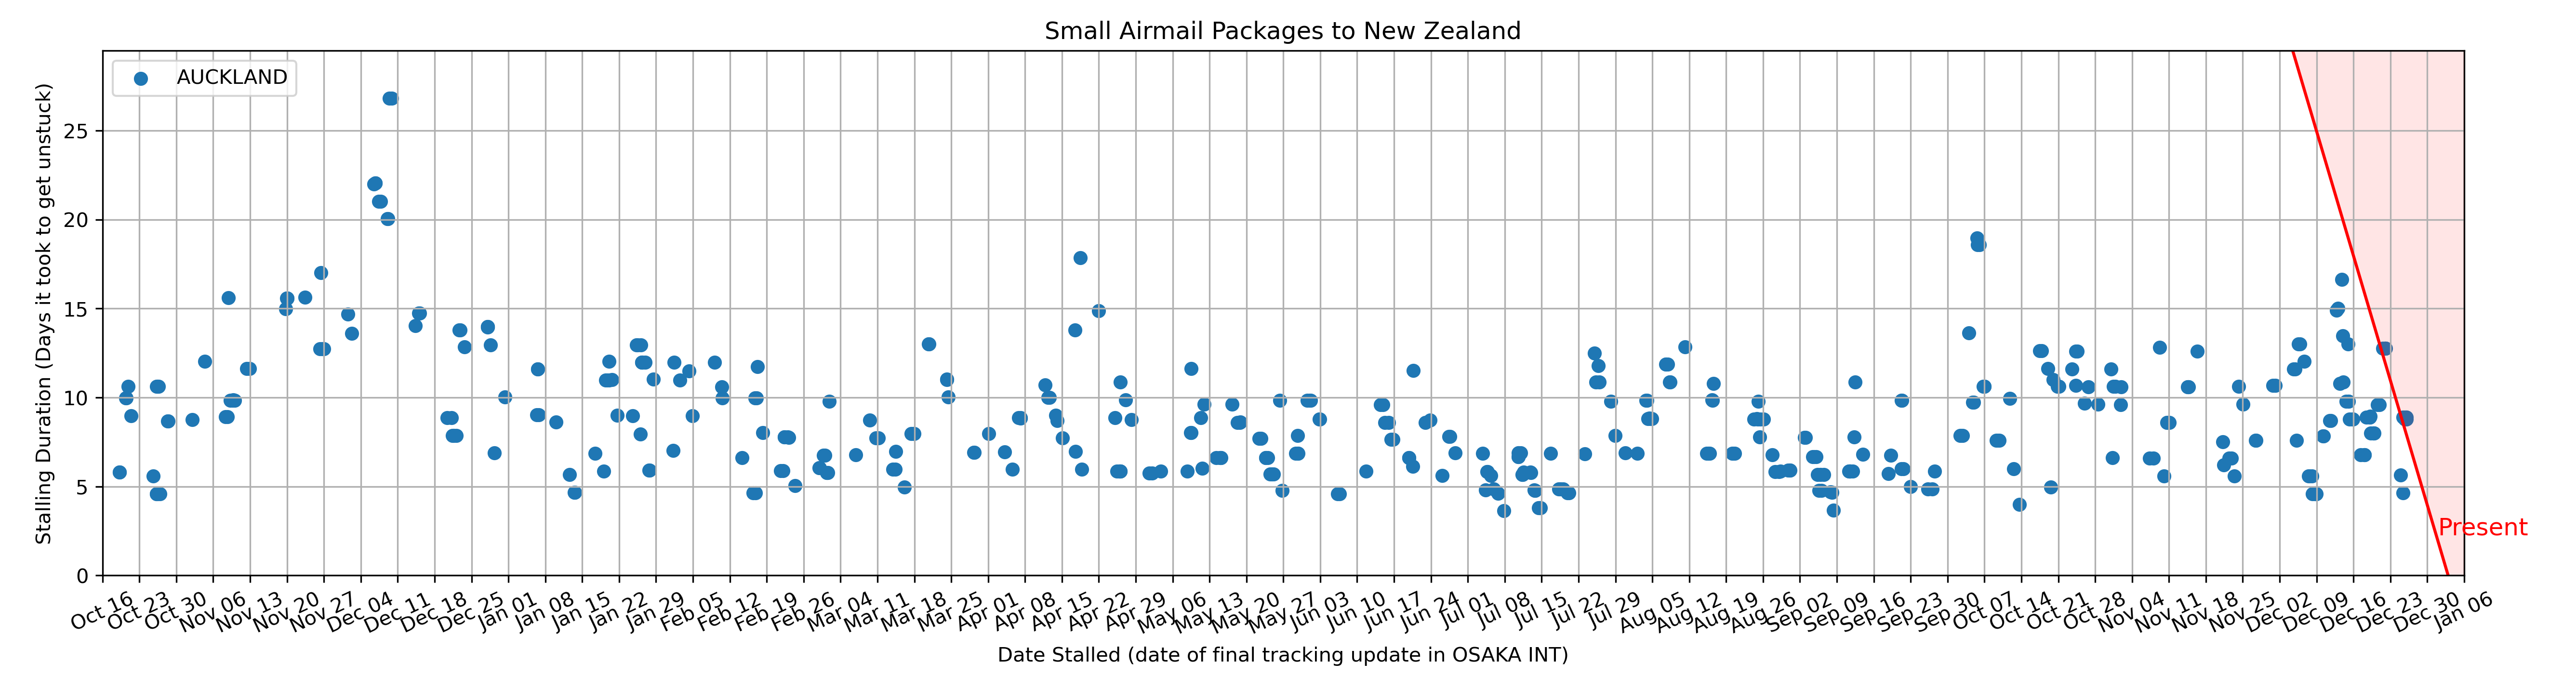 Small Airmail Packages to New Zealand
AUCKLAND
Stalling Duration (Days it took to get unstuck)
25
20
15
10
5
0
Present
Oct 16 Oct 23 Oct 30 Nov 06 Nov 13 Nov 20 Nov 27 Dec 04 Dec 11 Dec 18 Dec 25 Jan 01 Jan 08 Jan 15 Jan 22 Jan 29 Feb 05 Feb 12 Feb 19 Feb 26 Mar 04 Mar 11 Mar 18 Mar 25 Apr 01 Apr 08 Apr 15 Apr 22 Apr 29 May 06 May 13 May 20 May 27 Jun 03 Jun 10 Jun 17 Jun 24 Jul 01 Jul 08 Jul 15 Jul 22 Jul 29 Aug 05 Aug 12 Aug 19 Aug 26 Sep 02 Sep 09 Sep 16 Sep 23 Sep 30 Oct 07 Oct 14 Oct 21 Oct 28 Nov 04 Nov 11 Nov 18 Nov 25 Dec 02 Dec 09 Dec 16 Dec 23 Dec 30 Jan 06
Date Stalled (date of final tracking update in OSAKA INT)